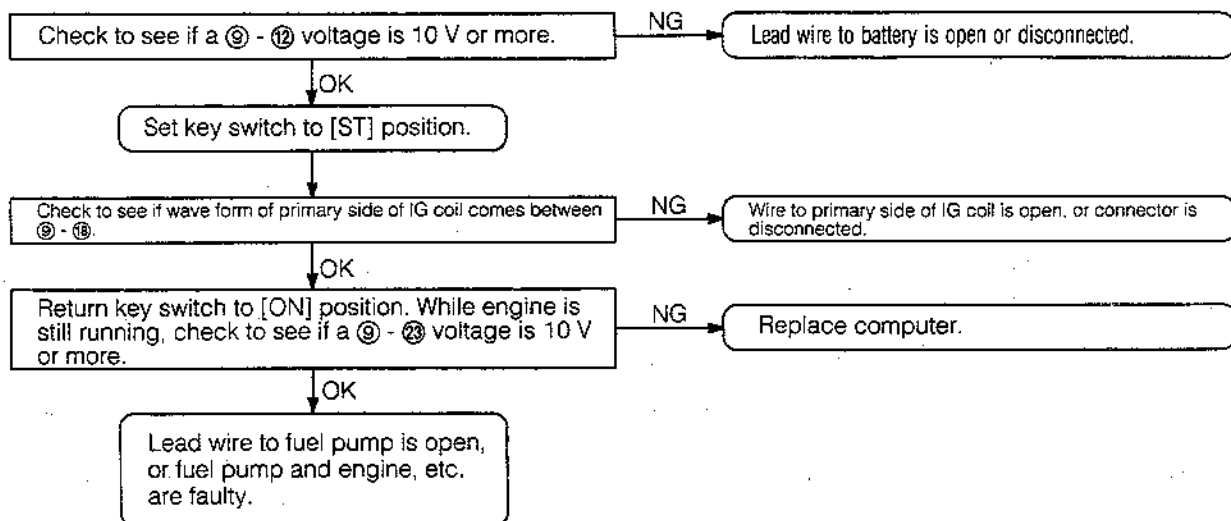 Check to see if a ⑨ - ⑫ voltage is 10 V or more.
NG
Lead wire to battery is open or disconnected.
OK
Set key switch to [ST] position.
Check to see if wave form of primary side of IG coil comes between
⑨ - ⑱.
NG
Wire to primary side of IG coil is open, or connector is
disconnected.
OK
Return key switch to [ON] position. While engine is
still running, check to see if a ⑨ - ㉓ voltage is 10 V
or more.
NG
Replace computer.
OK
Lead wire to fuel pump is open,
or fuel pump and engine, etc.
are faulty.